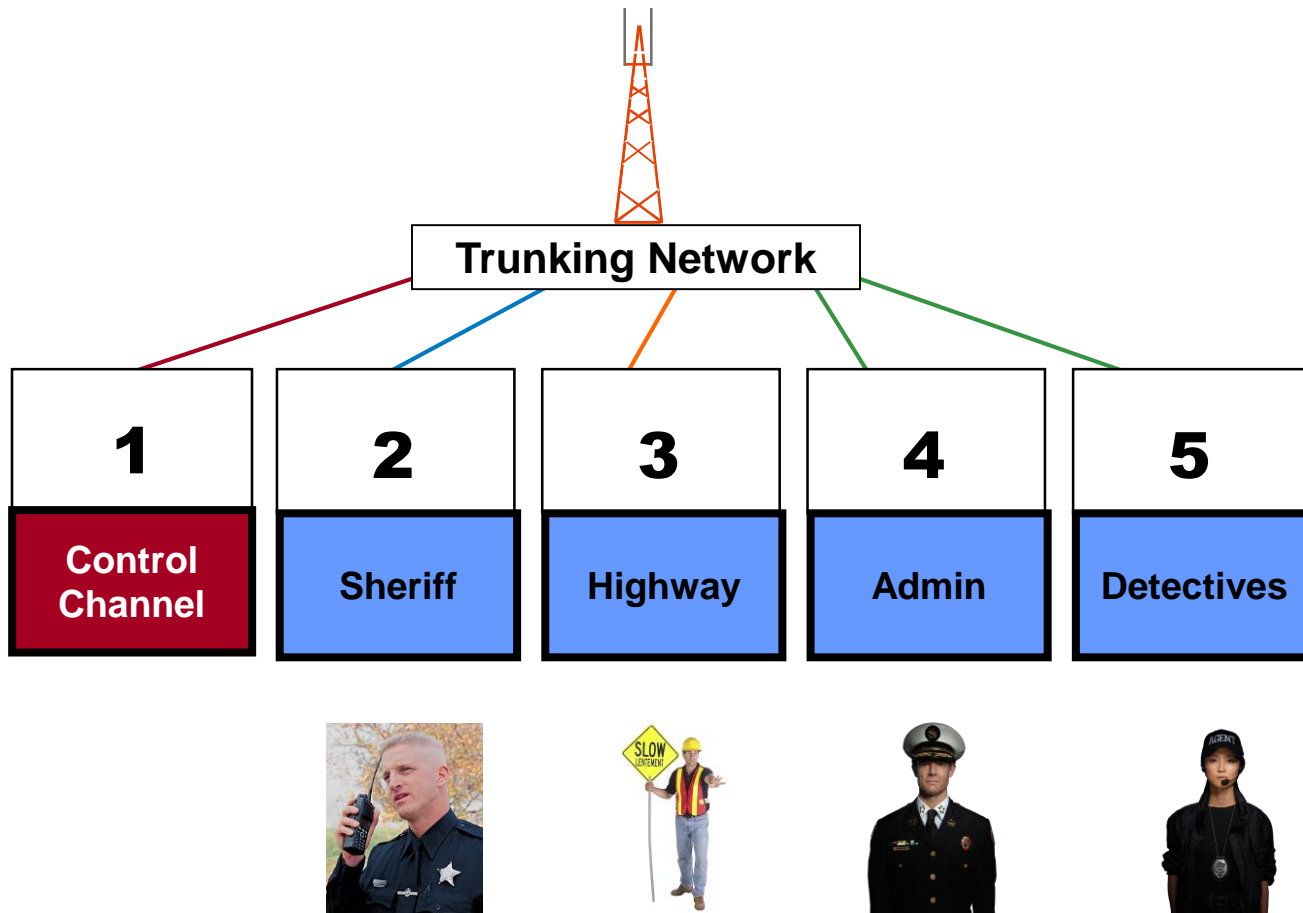 Trunking Network
1
2
3
4
5
Control
Channel
Sheriff
Highway
Admin
Detectives
SLOW
LENTEMENT
AGENT